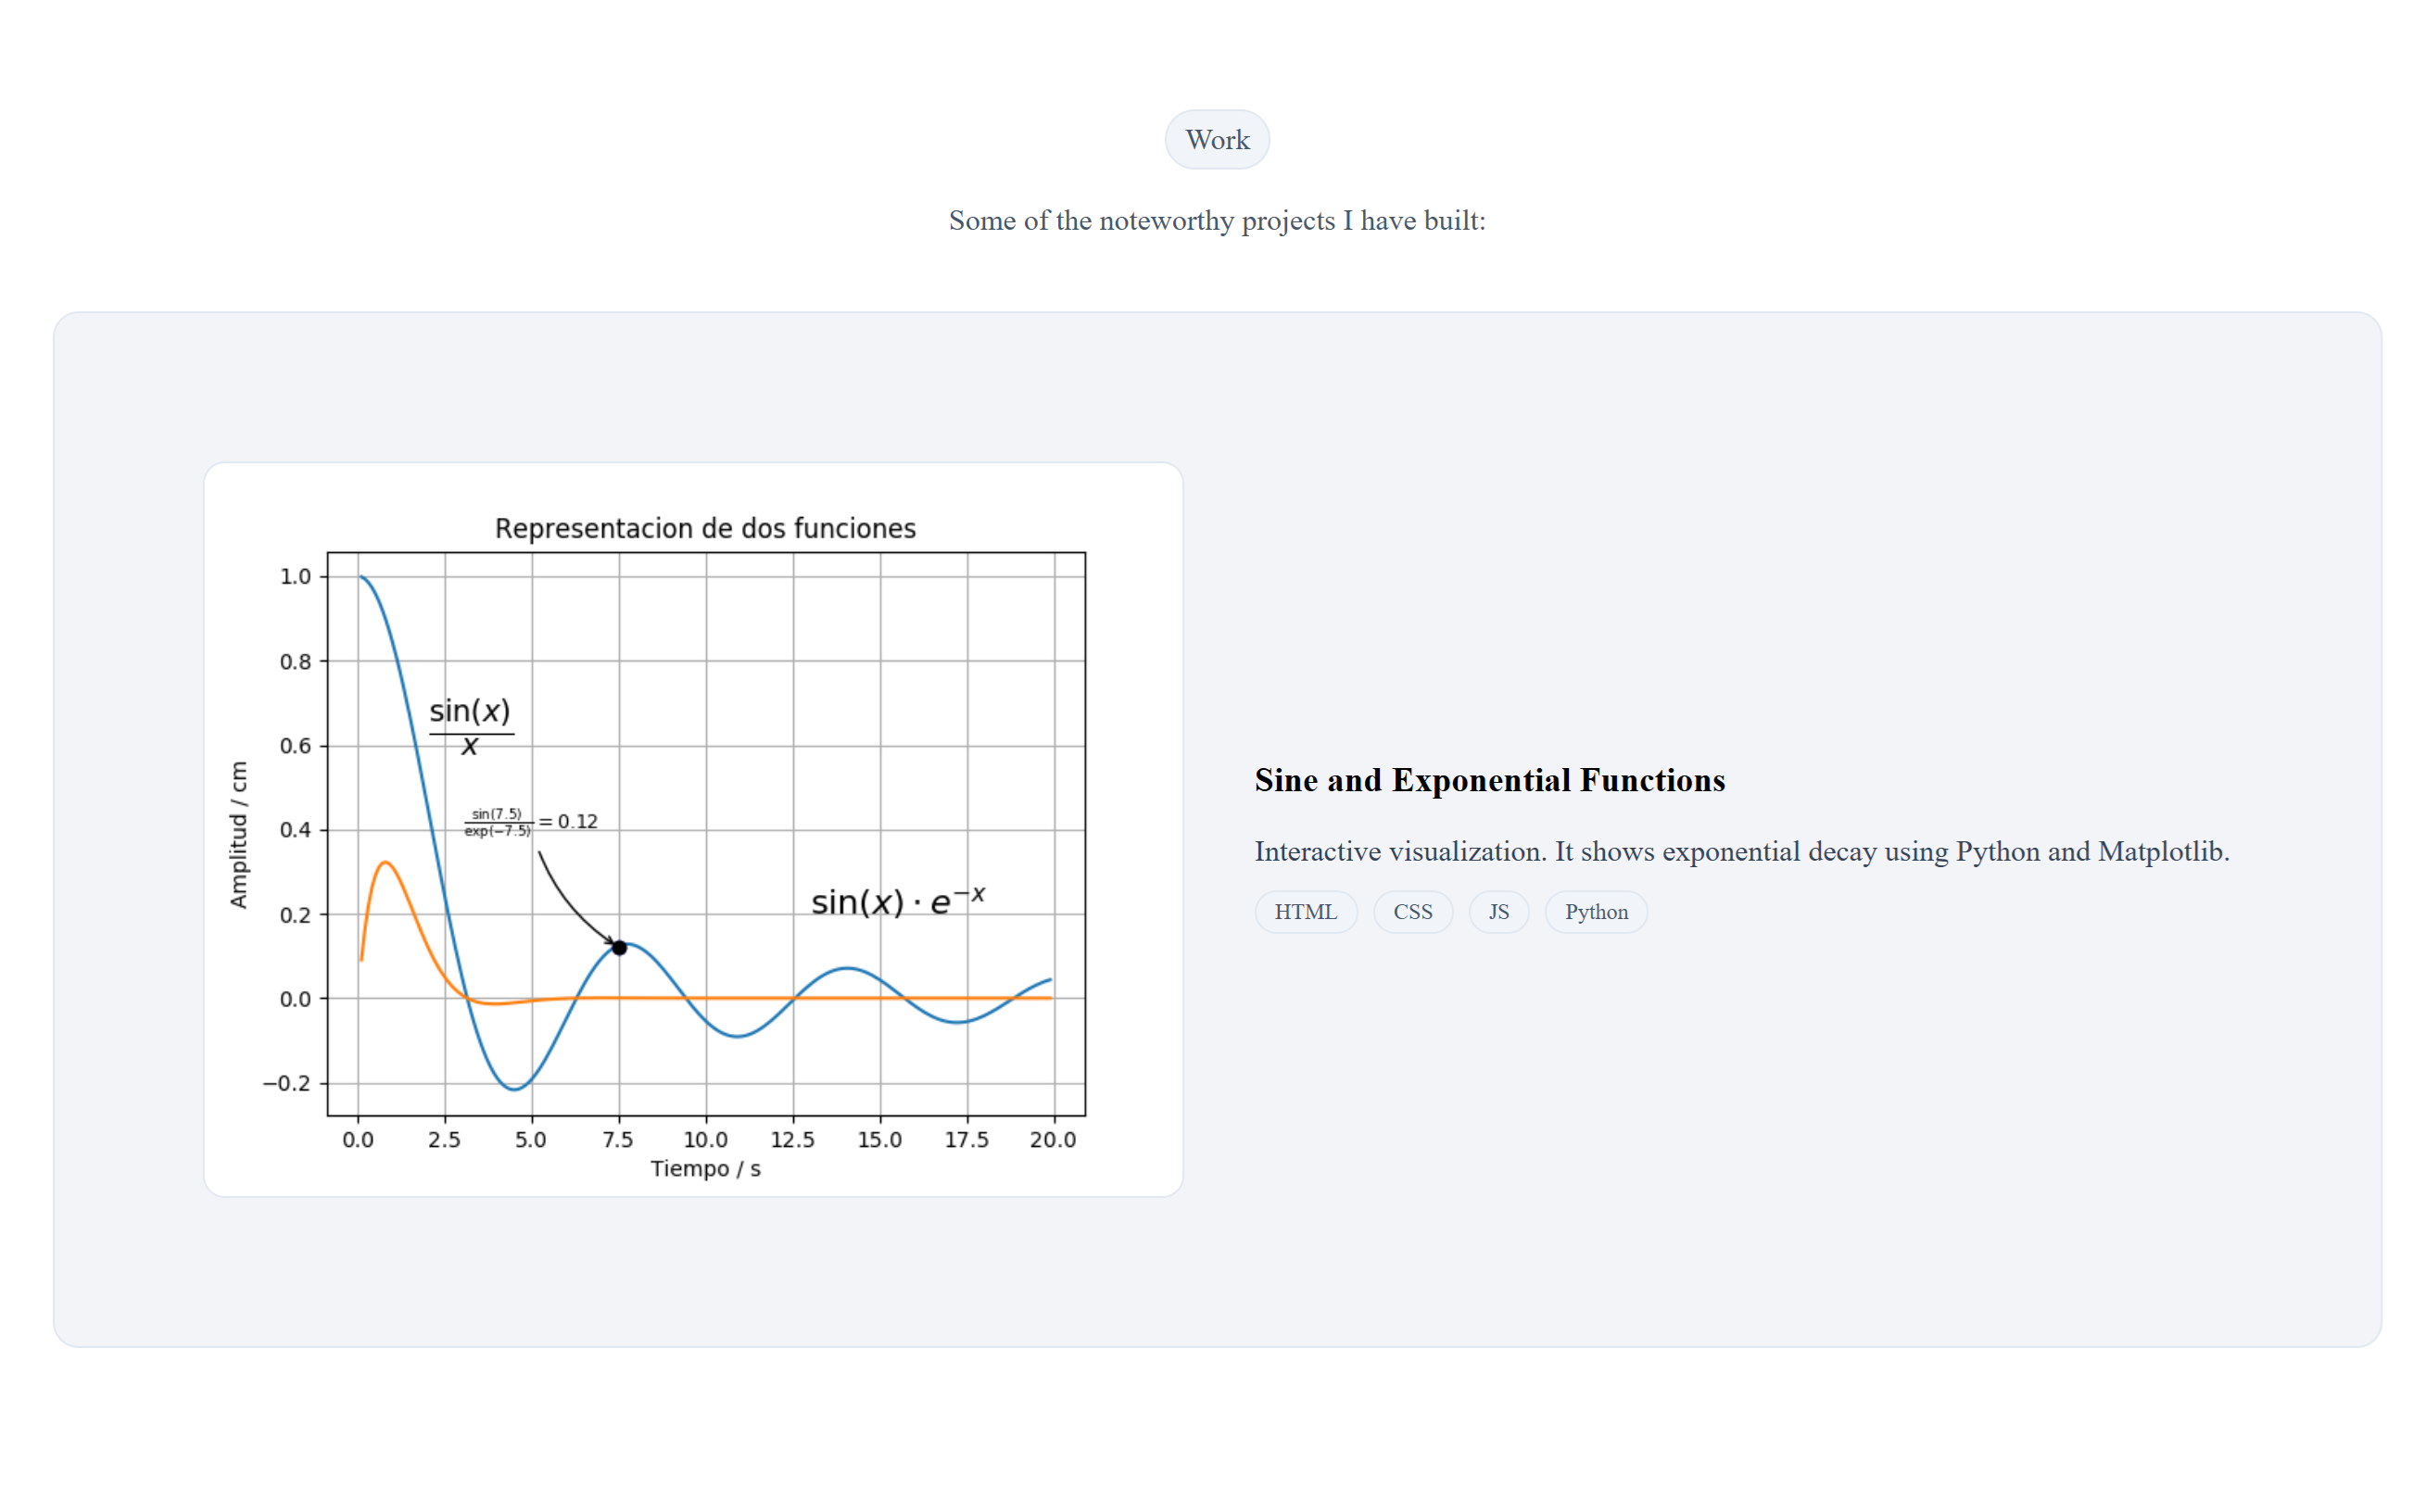 Work
Some of the noteworthy projects I have built:
Representacion de dos funciones
1.0
0.8
0.6
0.4
0.2
0.0
−0.2
Amplitud / cm
sin(x)
x
sin(7.5)
exp(−7.5)
= 0.12
sin(x) · e^−x
0.0 2.5 5.0 7.5 10.0 12.5 15.0 17.5 20.0
Tiempo / s
Sine and Exponential Functions
Interactive visualization. It shows exponential decay using Python and Matplotlib.
HTML CSS JS Python